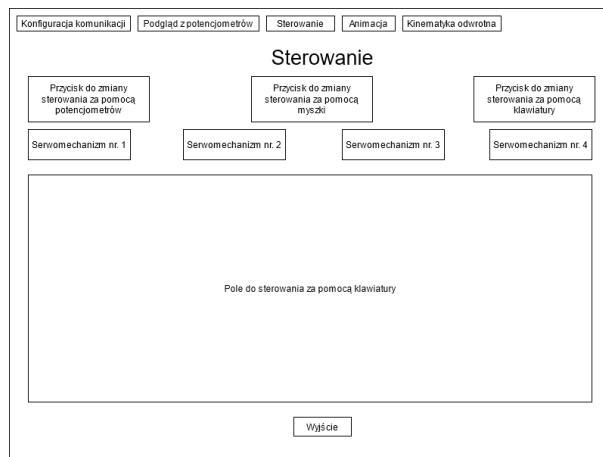 Konfiguracja komunikacji
Podgląd z potencjometrów
Sterowanie
Animacja
Kinematyka odwrotna
Sterowanie
Przycisk do zmiany
sterowania za pomocą
potencjometrów
Przycisk do zmiany
sterowania za pomocą
myszki
Przycisk do zmiany
sterowania za pomocą
klawiatury
Serwomechanizm nr. 1
Serwomechanizm nr. 2
Serwomechanizm nr. 3
Serwomechanizm nr. 4
Pole do sterowania za pomocą klawiatury
Wyjście